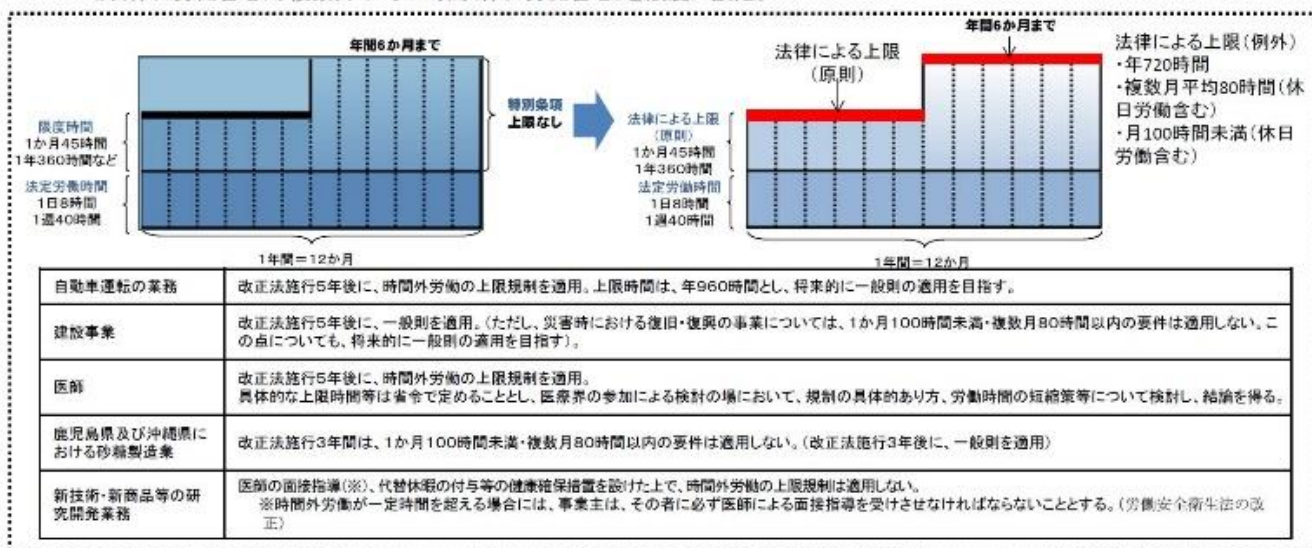 年間6か月まで
特別条項
上限なし
限度時間
1か月45時間
1年360時間など
法定労働時間
1日8時間
1週40時間
1年間=12か月
年間6か月まで
法律による上限
(原則)
法律による上限(例外)
・年720時間
・複数月平均80時間(休
日労働含む)
・月100時間未満(休日
労働含む)
法律による上限
(原則)
1か月45時間
1年360時間
法定労働時間
1日8時間
1週40時間
1年間=12か月
自動車運転の業務
改正法施行5年後に、時間外労働の上限規制を適用。上限時間は、年960時間とし、将来的に一般則の適用を目指す。
建設事業
改正法施行5年後に、一般則を適用。(ただし、災害時における復旧・復興の事業については、1か月100時間未満・複数月80時間以内の要件は適用しない。こ
の点についても、将来的に一般則の適用を目指す)。
医師
改正法施行5年後に、時間外労働の上限規制を適用。
具体的な上限時間等は省令で定めることとし、医療界の参加による検討の場において、規制の具体的あり方、労働時間の短縮策等について検討し、結論を得る。
鹿児島県及び沖縄県に
おける砂糖製造業
改正法施行3年間は、1か月100時間未満・複数月80時間以内の要件は適用しない。(改正法施行3年後に、一般則を適用)
新技術・新商品等の研
究開発業務
医師の面接指導(※)、代替休暇の付与等の健康確保措置を設けた上で、時間外労働の上限規制は適用しない。
※時間外労働が一定時間を超える場合には、事業主は、その者に必ず医師による面接指導を受けさせなければならないこととする。(労働安全衛生法の改
正)